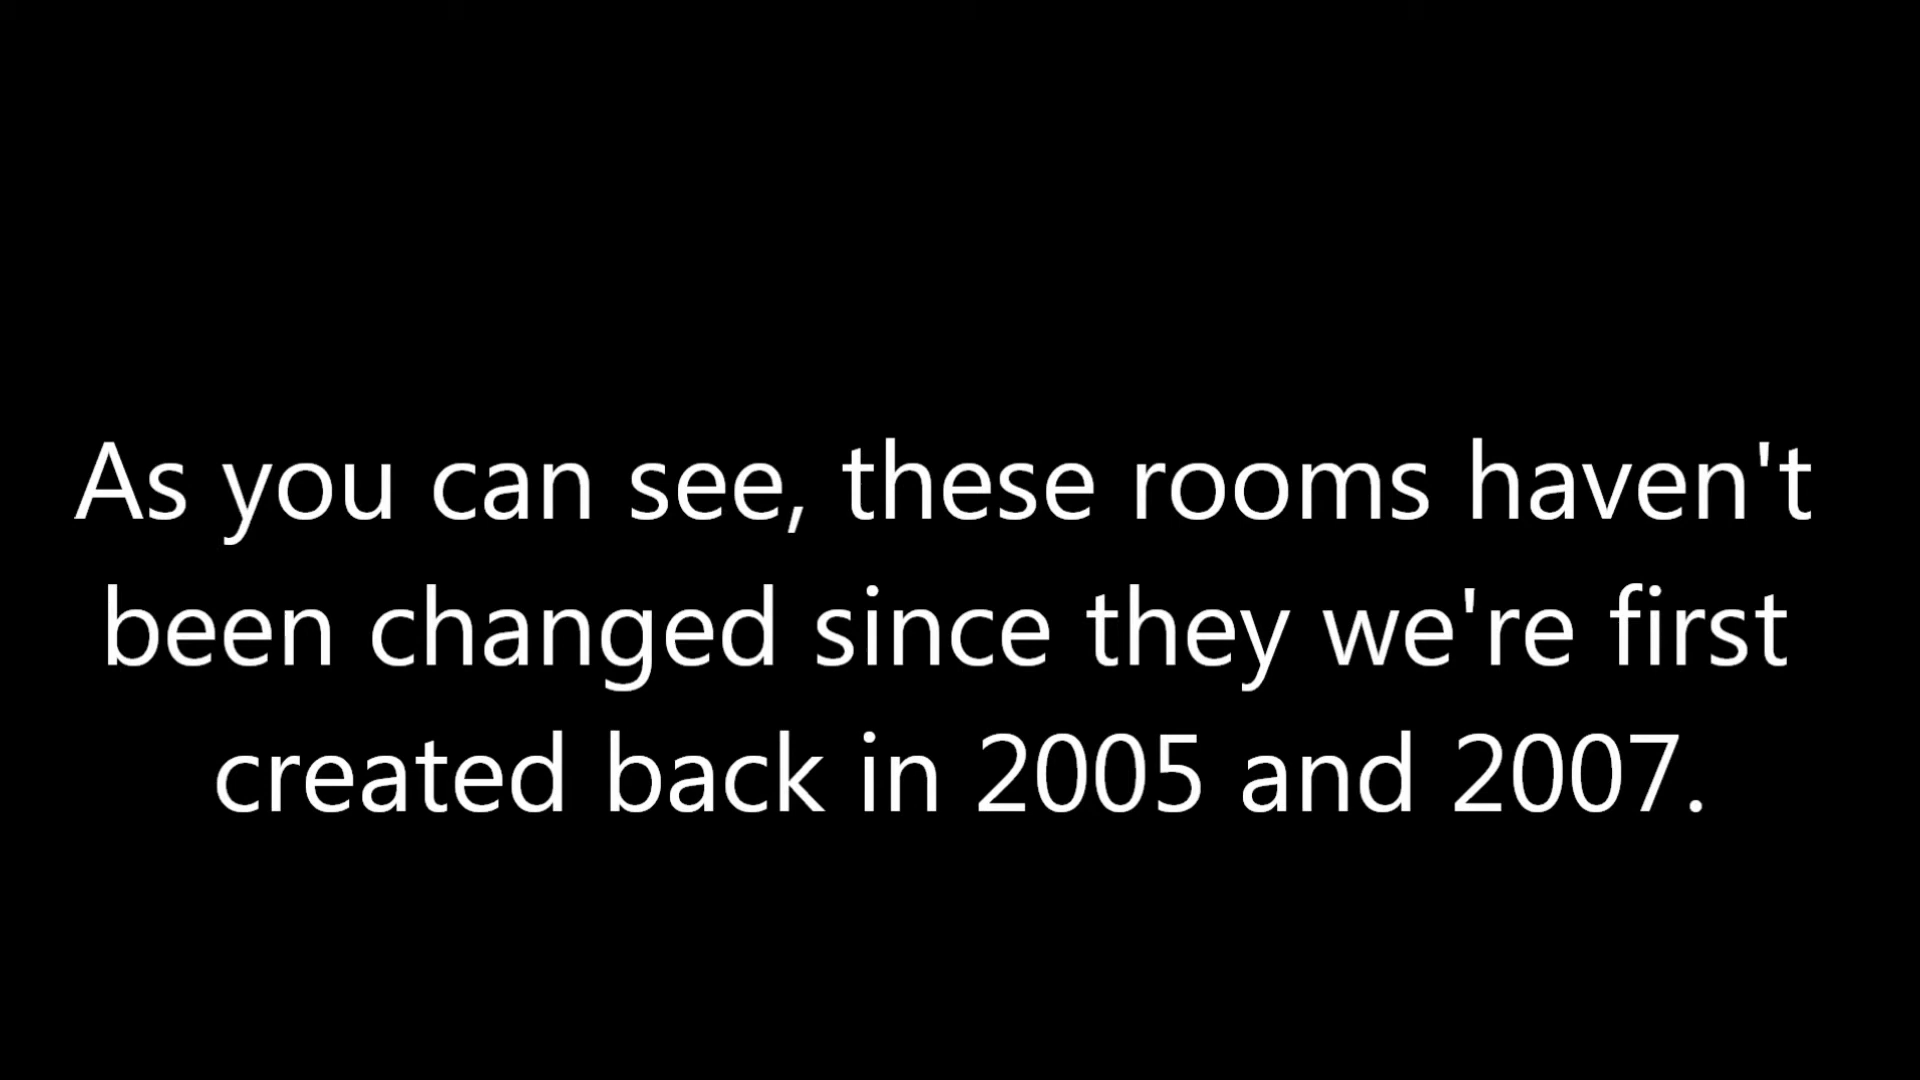 As you can see, these rooms haven't
been changed since they we're first
created back in 2005 and 2007.